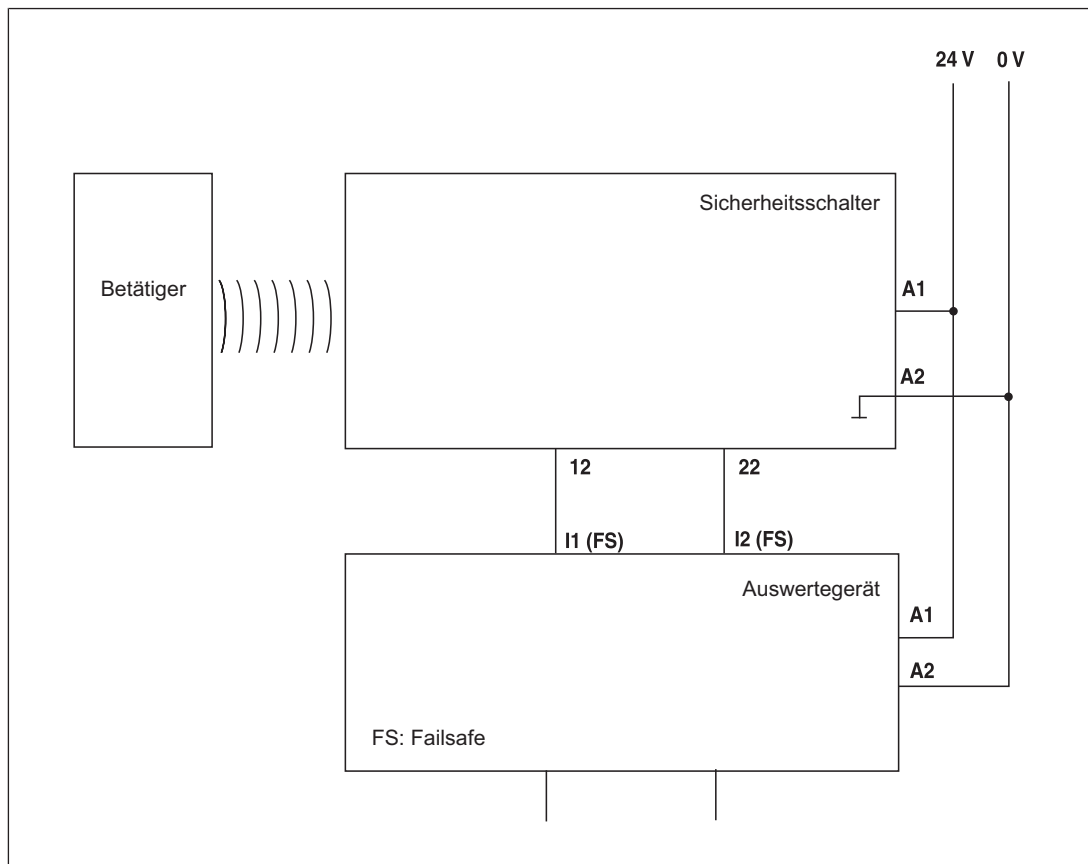 24 V 0 V
Sicherheitsschalter
Betätiger
A1
A2
12 22
I1 (FS) I2 (FS)
Auswertegerät
A1
A2
FS: Failsafe